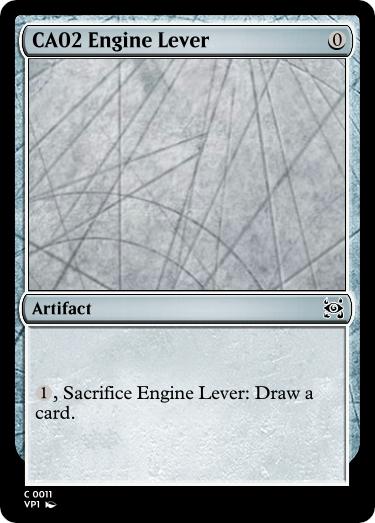 CA02 Engine Lever 0
Artifact
1, Sacrifice Engine Lever: Draw a
card.
C 0011
VP1